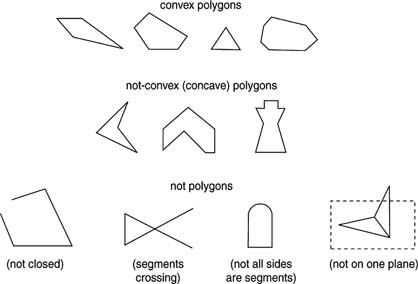 convex polygons
not-convex (concave) polygons
not polygons
(not closed)
(segments
crossing)
(not all sides
are segments)
(not on one plane)